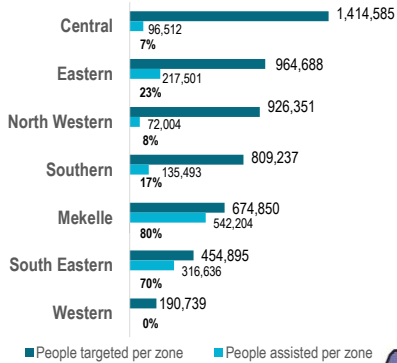 Central
1,414,585
96,512
7%
Eastern
964,688
217,501
23%
North Western
926,351
72,004
8%
Southern
809,237
135,493
17%
Mekelle
674,850
542,204
80%
South Eastern
454,895
316,636
70%
Western
190,739
0%
People targeted per zone People assisted per zone